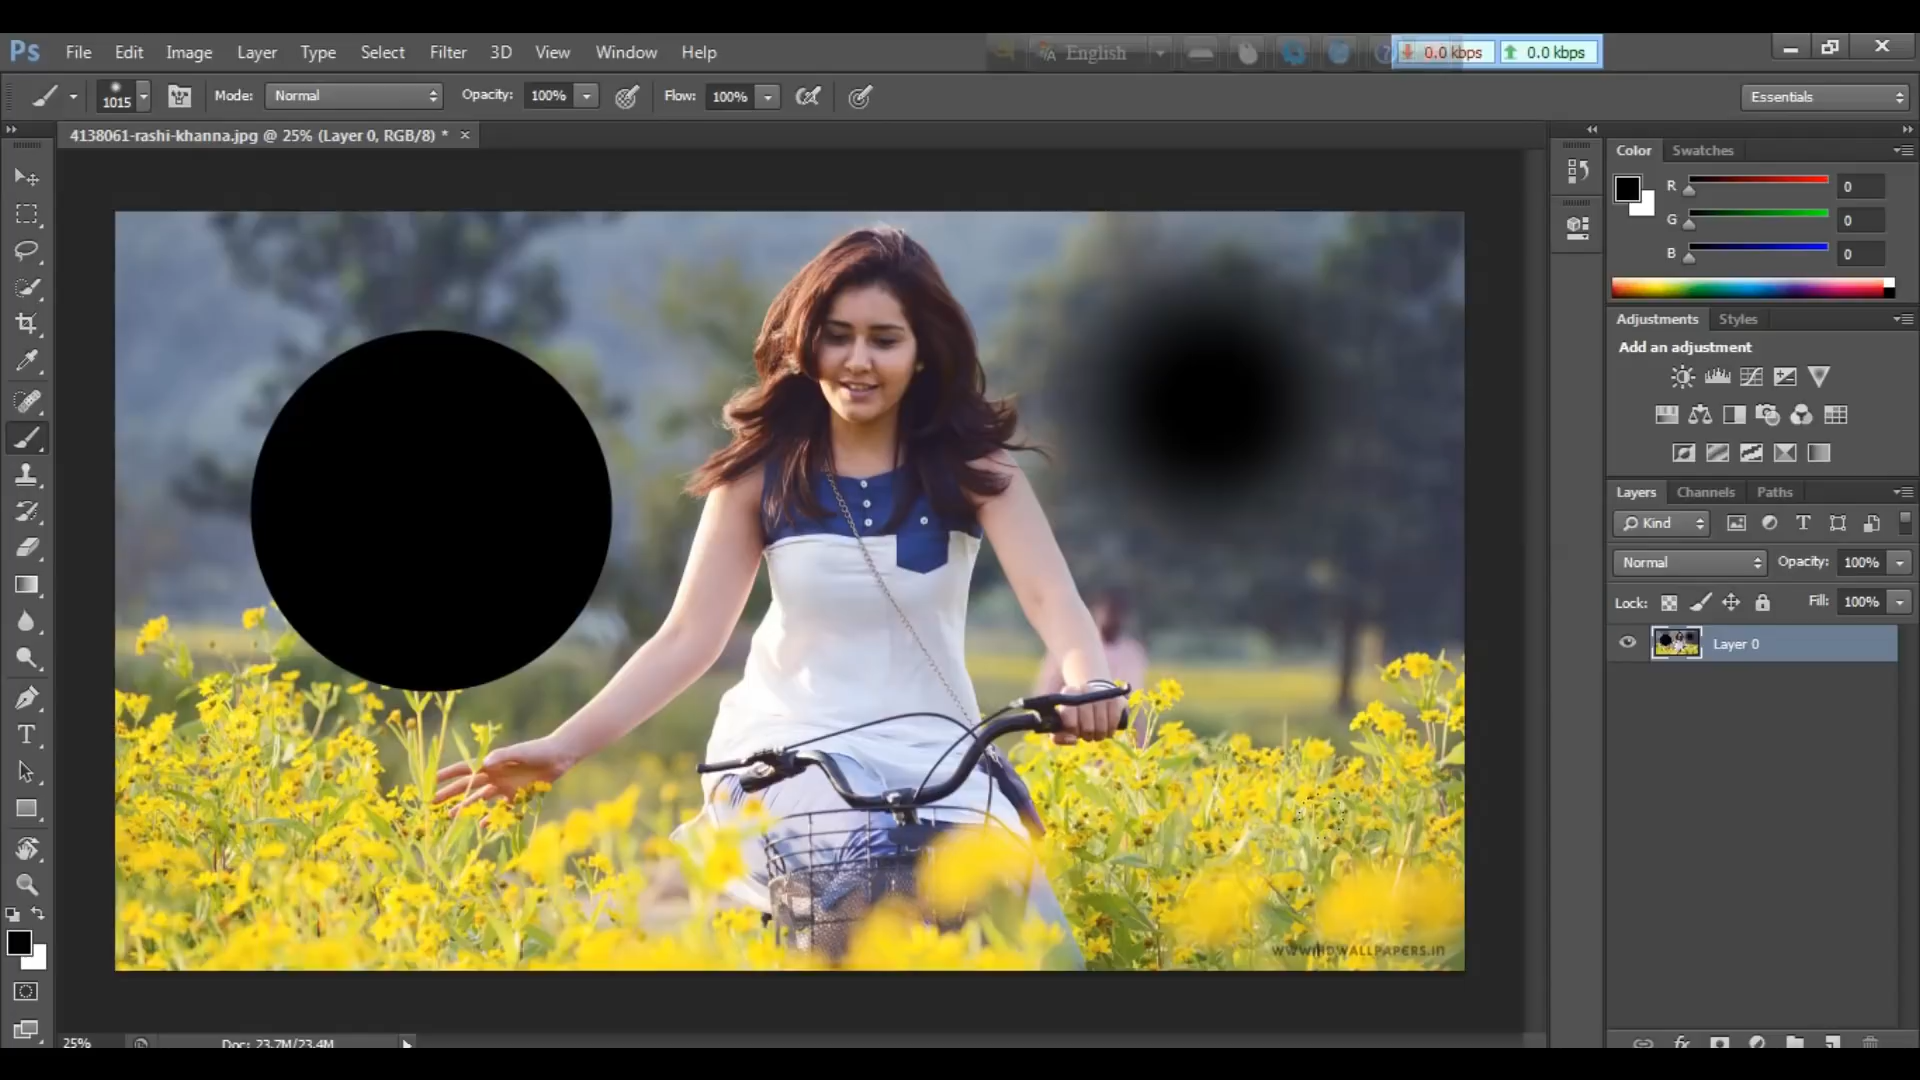 Ps File Edit Image Layer Type Select Filter 3D View Window Help English 0.0 kbps 0.0 kbps
1015 Mode: Normal Opacity: 100% Flow: 100% Essentials
4138061-rashi-khanna.jpg @ 25% (Layer 0, RGB/8) *
Color Swatches
R 0
G 0
B 0
Adjustments Styles
Add an adjustment
Layers Channels Paths
Kind
Normal Opacity: 100%
Lock: Fill: 100%
Layer 0
WWW.HDWALLPAPERS.IN
25% Doc: 23.7M/23.4M